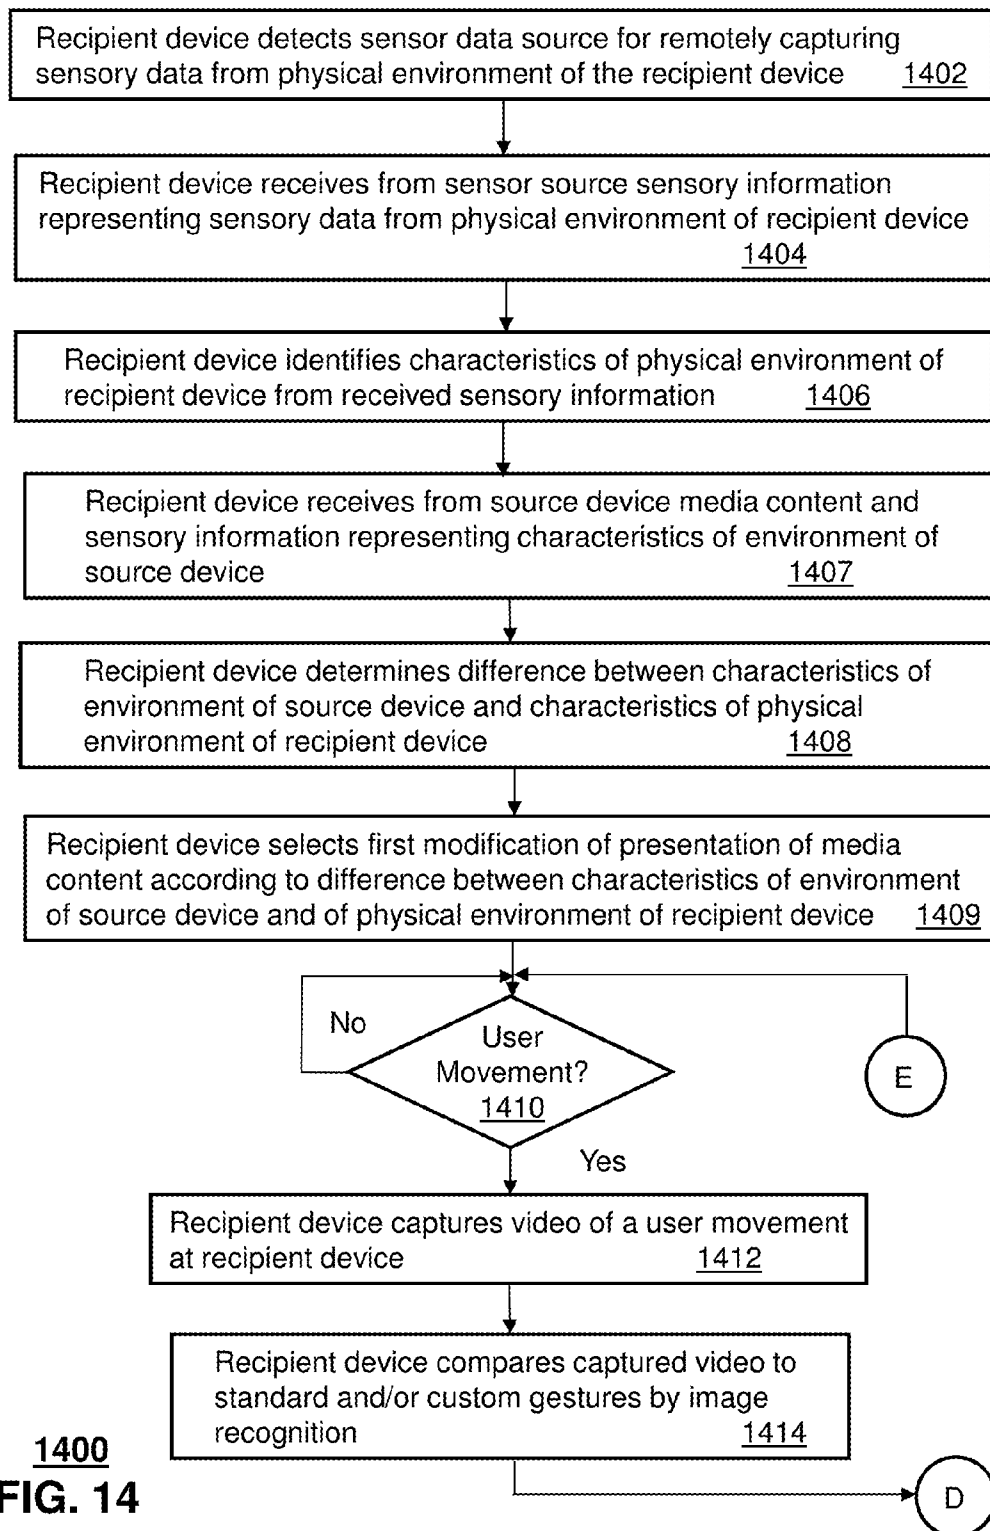 Recipient device detects sensor data source for remotely capturing
sensory data from physical environment of the recipient device 1402
Recipient device receives from sensor source sensory information
representing sensory data from physical environment of recipient device
1404
Recipient device identifies characteristics of physical environment of
recipient device from received sensory information 1406
Recipient device receives from source device media content and
sensory information representing characteristics of environment of
source device 1407
Recipient device determines difference between characteristics of
environment of source device and characteristics of physical
environment of recipient device 1408
Recipient device selects first modification of presentation of media
content according to difference between characteristics of environment
of source device and of physical environment of recipient device 1409
No
User
Movement?
1410
E
Yes
Recipient device captures video of a user movement
at recipient device 1412
Recipient device compares captured video to
standard and/or custom gestures by image
recognition 1414
1400
FIG. 14
D